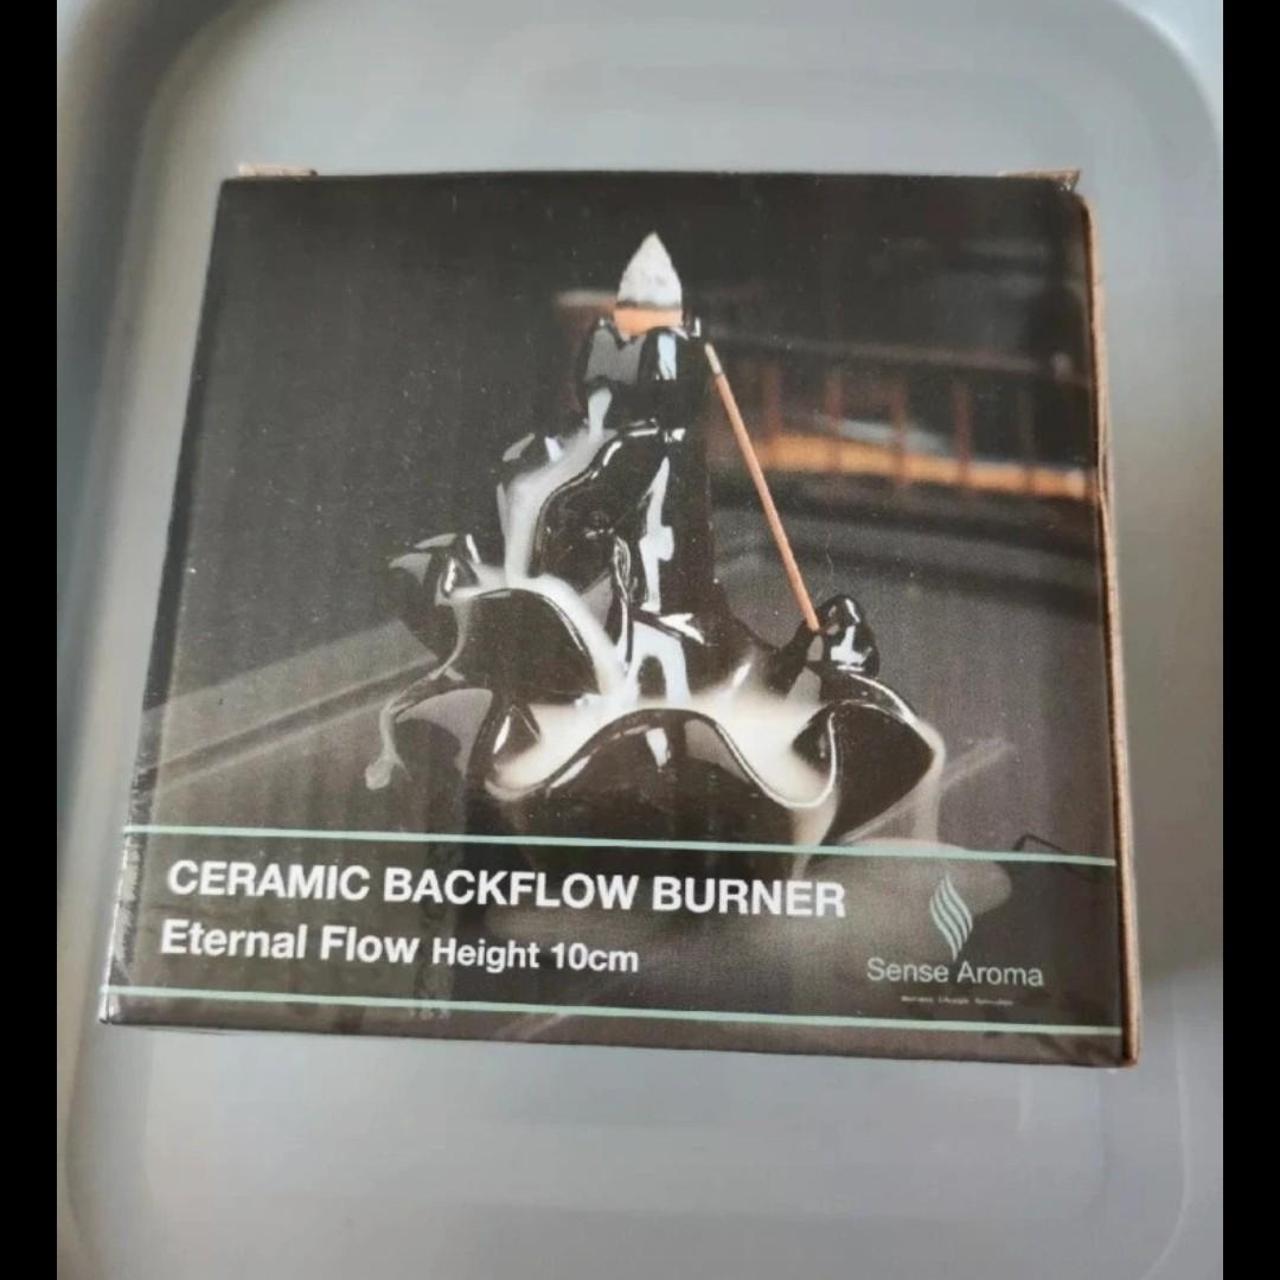 CERAMIC BACKFLOW BURNER
Eternal Flow Height 10cm
Sense Aroma